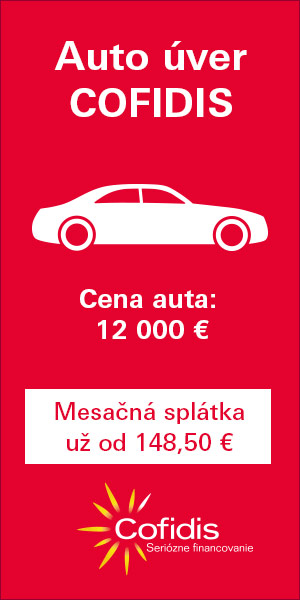 Auto úver
COFIDIS
Cena auta:
12 000 €
Mesačná splátka
už od 148,50 €
Cofidis
Seriózne financovanie